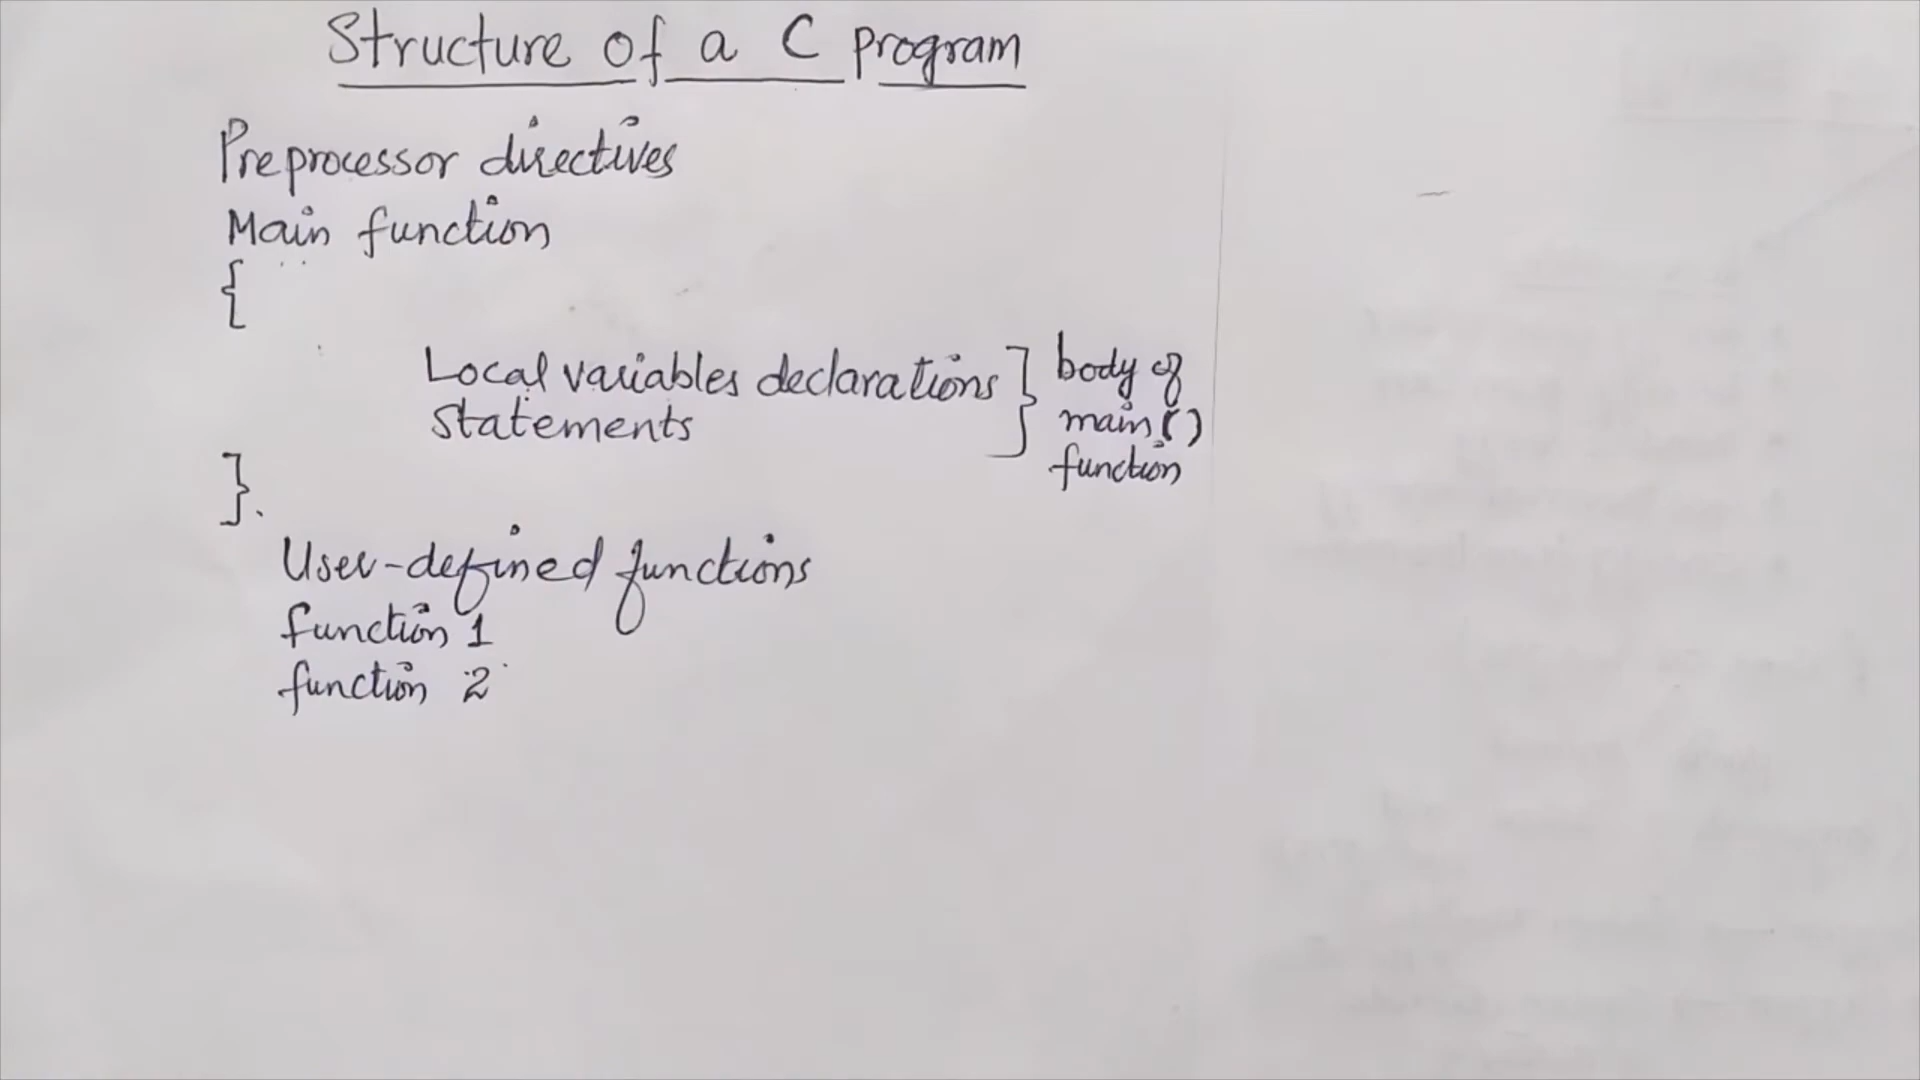 Structure of a C program
Preprocessor directives
Main function
{
Local variables declarations } body of
statements main()
function
}.
User-defined functions
function 1
function 2